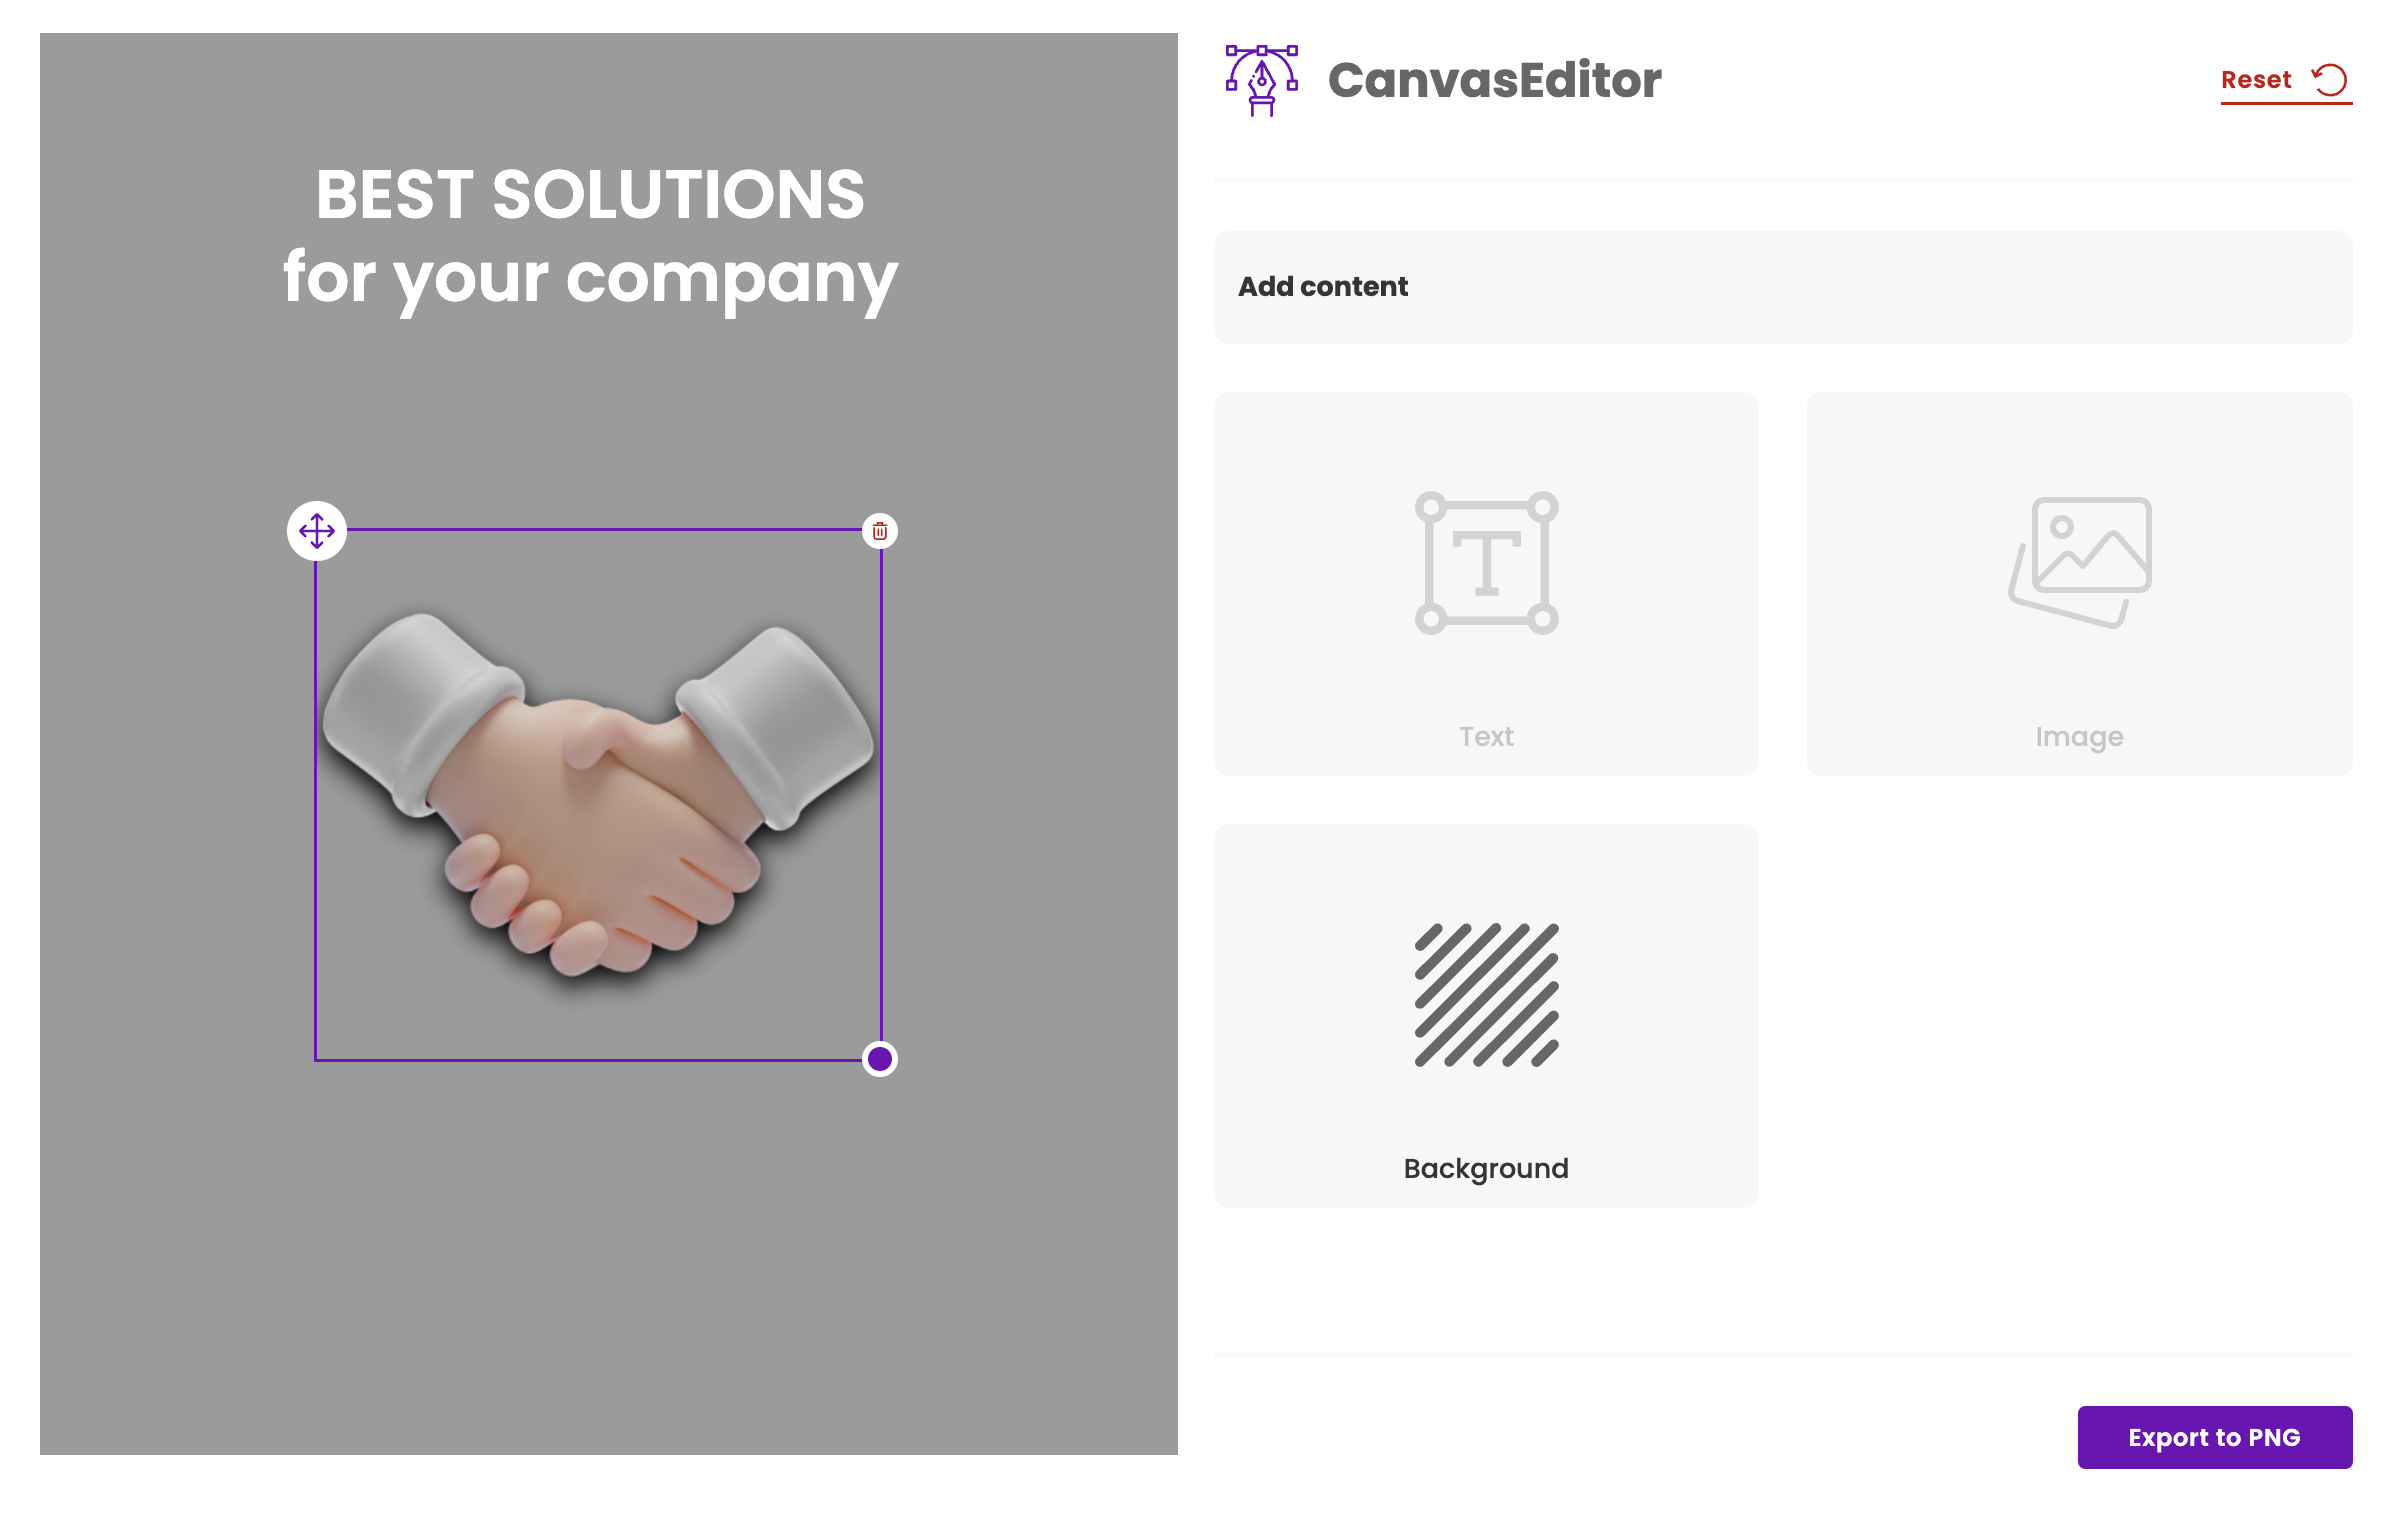 BEST SOLUTIONS
for your company
CanvasEditor
Reset
Add content
Text
Image
Background
Export to PNG